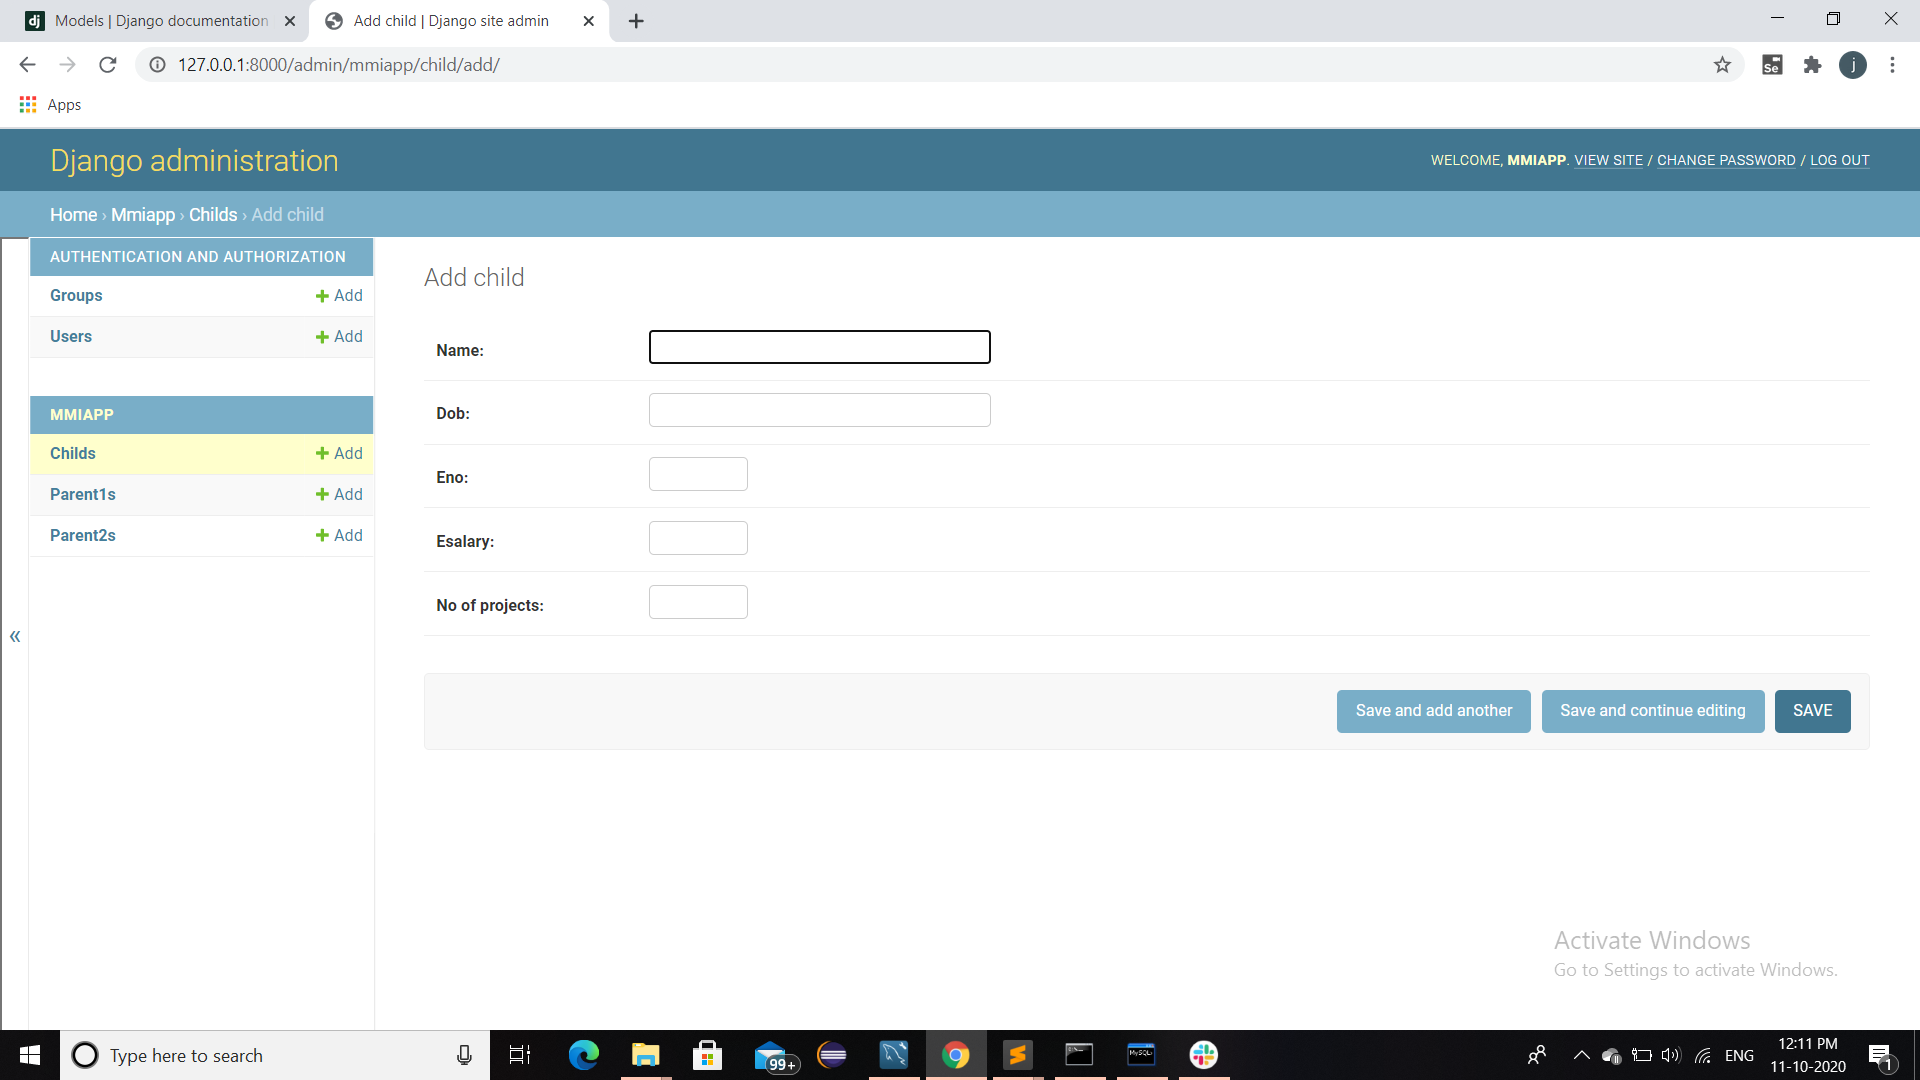 Models | Django documentation
Add child | Django site admin
127.0.0.1:8000/admin/mmiapp/child/add/
Se
j
Apps
Django administration
WELCOME, MMIAPP. VIEW SITE / CHANGE PASSWORD / LOG OUT
Home › Mmiapp › Childs › Add child
AUTHENTICATION AND AUTHORIZATION
Groups + Add
Users + Add
MMIAPP
Childs + Add
Parent1s + Add
Parent2s + Add
«
Add child
Name:
Dob:
Eno:
Esalary:
No of projects:
Save and add another
Save and continue editing
SAVE
Activate Windows
Go to Settings to activate Windows.
Type here to search
99+
MySQL
ENG
12:11 PM
11-10-2020
1